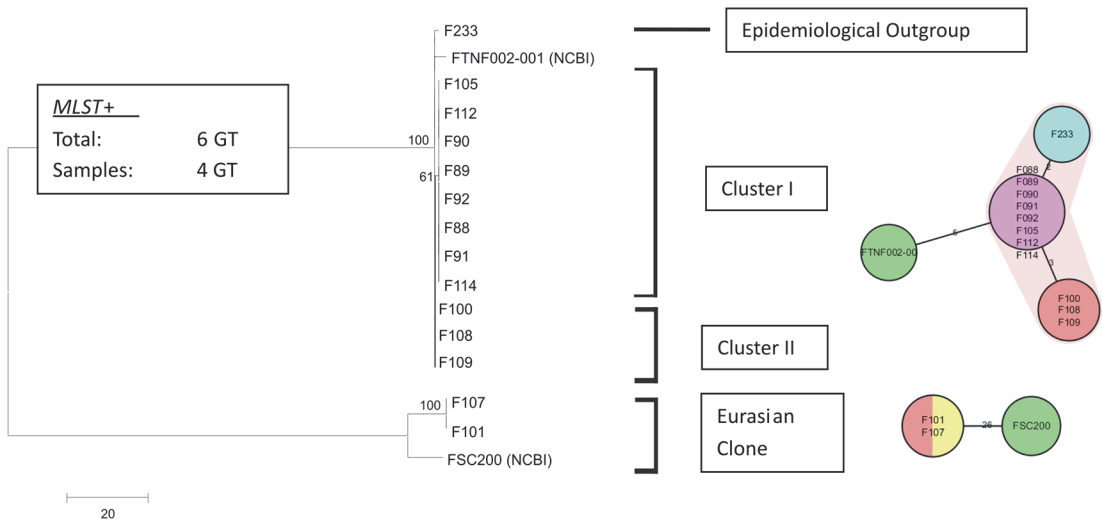 F233
FTNF002-001 (NCBI)
F105
F112
F90
F89
F92
F88
F91
F114
F100
F108
F109
F107
F101
FSC200 (NCBI)
100
61
100
20
MLST+
Total: 6 GT
Samples: 4 GT
Epidemiological Outgroup
Cluster I
Cluster II
Eurasian
Clone
F233
2
F088
F089
F090
F091
F092
F105
F112
F114
5
FTNF002-00
3
F100
F108
F109
F101
F107
26
FSC200